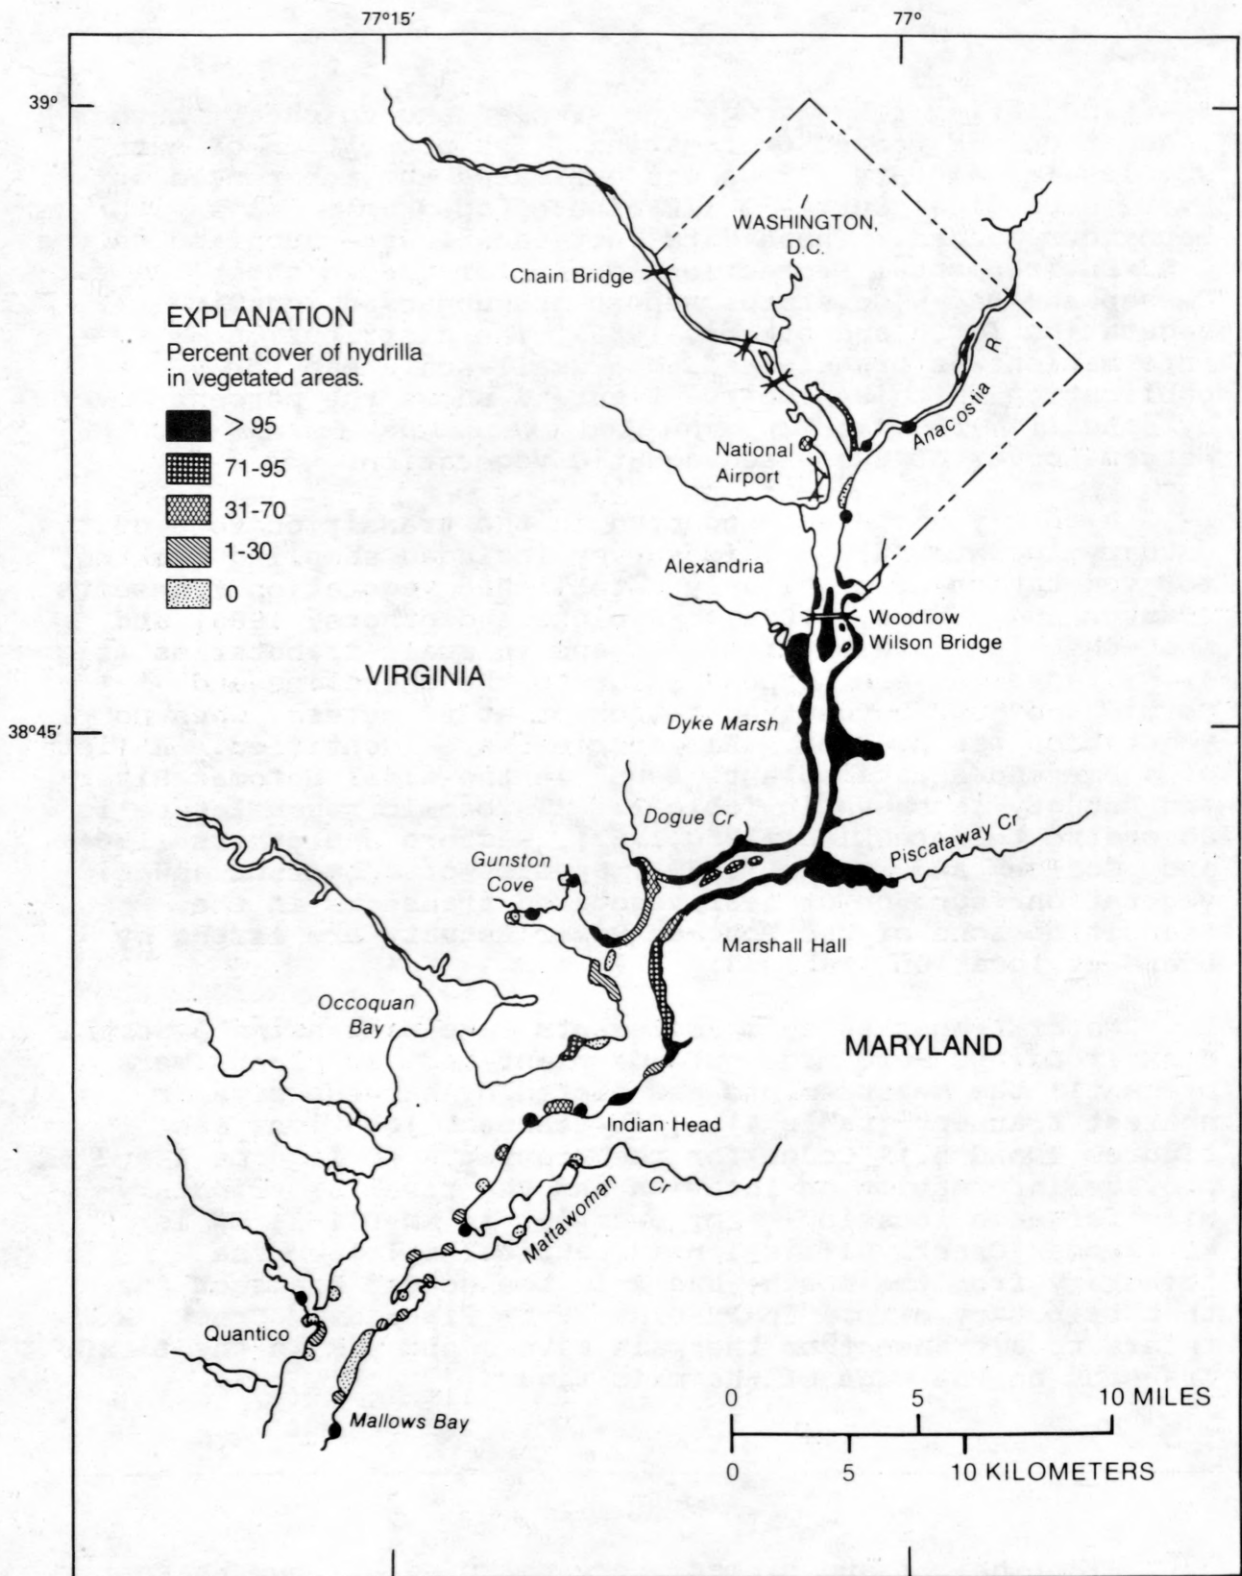 77°15′
77°
39°
WASHINGTON,
D.C.
Chain Bridge
EXPLANATION
Percent cover of hydrilla
in vegetated areas.
> 95
71-95
31-70
1-30
0
Anacostia R
National
Airport
Alexandria
Woodrow
Wilson Bridge
VIRGINIA
Dyke Marsh
38°45′
Dogue Cr
Piscataway Cr
Gunston
Cove
Marshall Hall
Occoquan
Bay
MARYLAND
Indian Head
Mattawoman Cr
Quantico
Mallows Bay
0 5 10 MILES
0 5 10 KILOMETERS